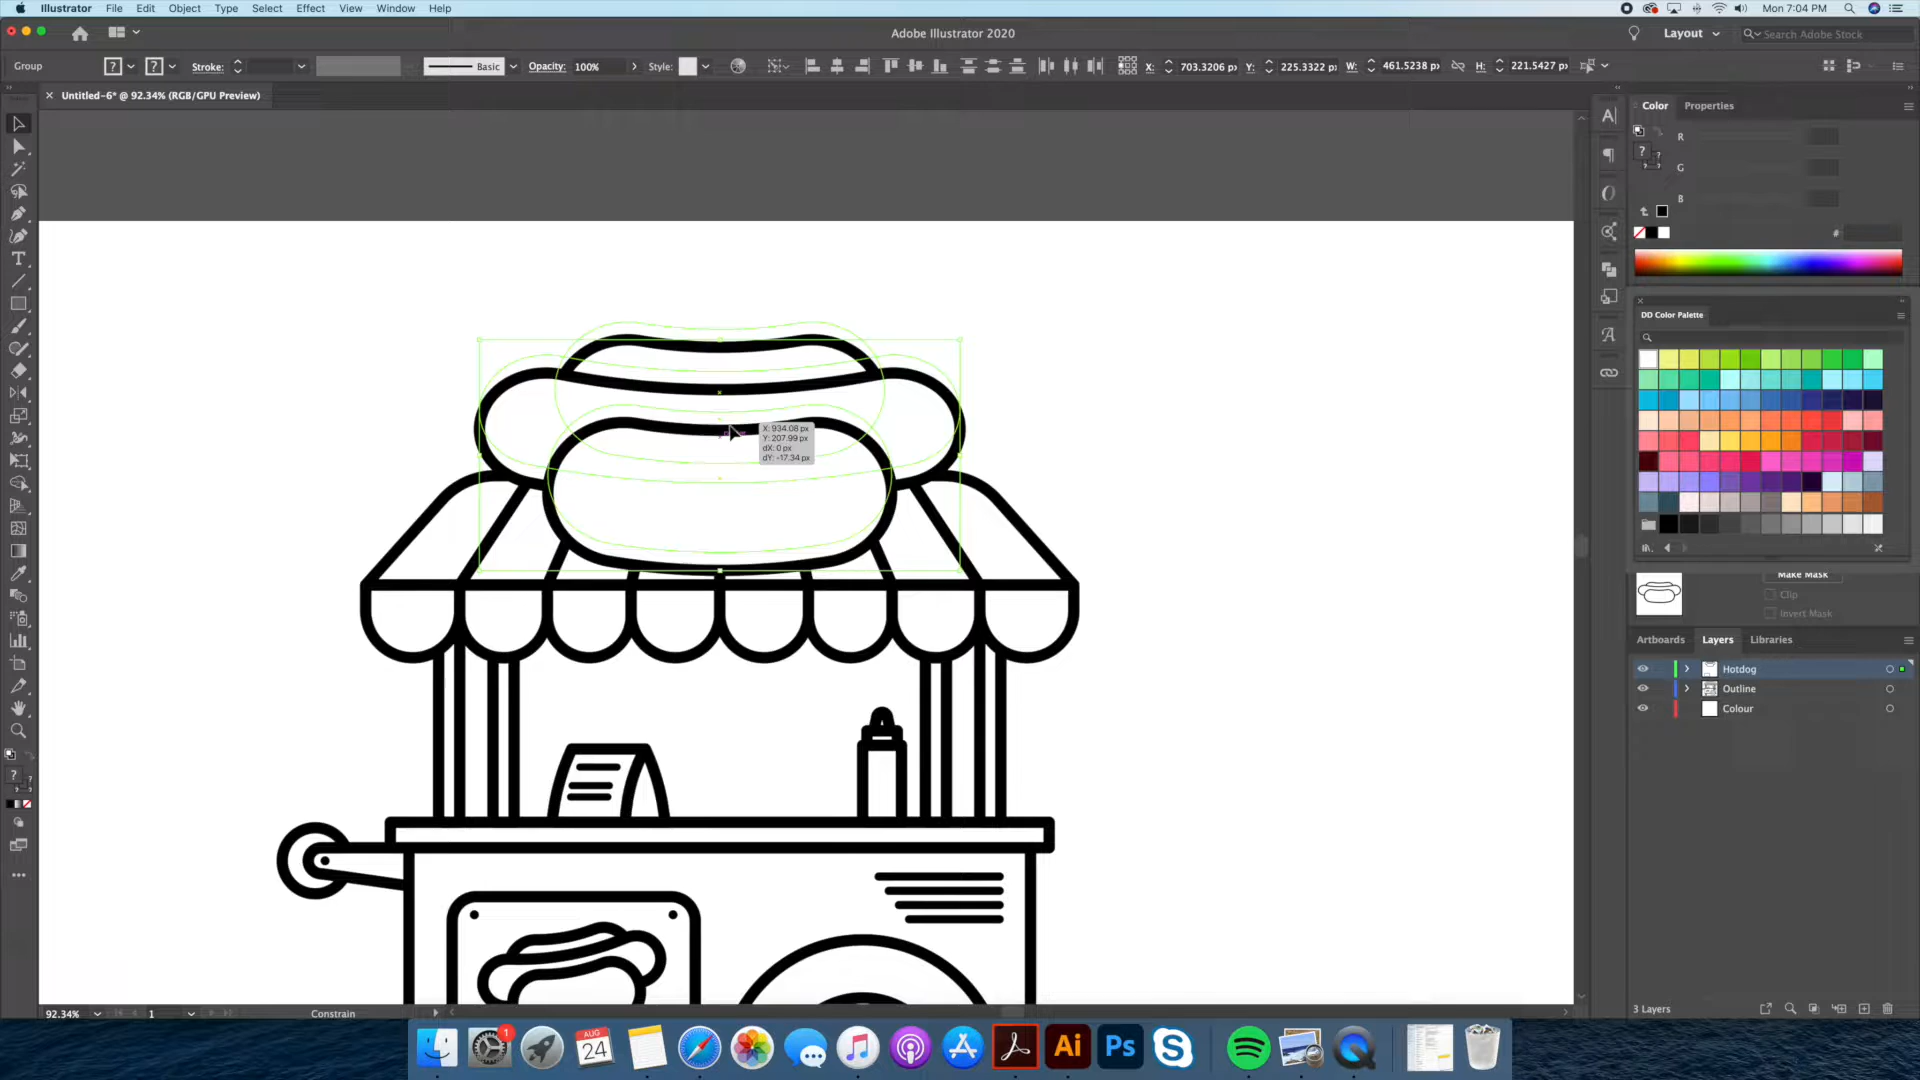 Illustrator File Edit Object Type Select Effect View Window Help
Mon 7:04 PM
Adobe Illustrator 2020
Layout
Search Adobe Stock
Group
Stroke:
Basic
Opacity: 100%
Style:
X: 703.3206 p
Y: 225.3322 p
W: 461.5238 p
H: 221.5427 p
Untitled-6* @ 92.34% (RGB/GPU Preview)
Color Properties
R
G
B
#
DD Color Palette
X: 934.08 px
Y: 207.99 px
dX: 0 px
dY: -17.34 px
Make Mask
Clip
Invert Mask
Artboards Layers Libraries
Hotdog
Outline
Colour
92.34%
1
Constrain
3 Layers
1
AUG
24
Ai
Ps